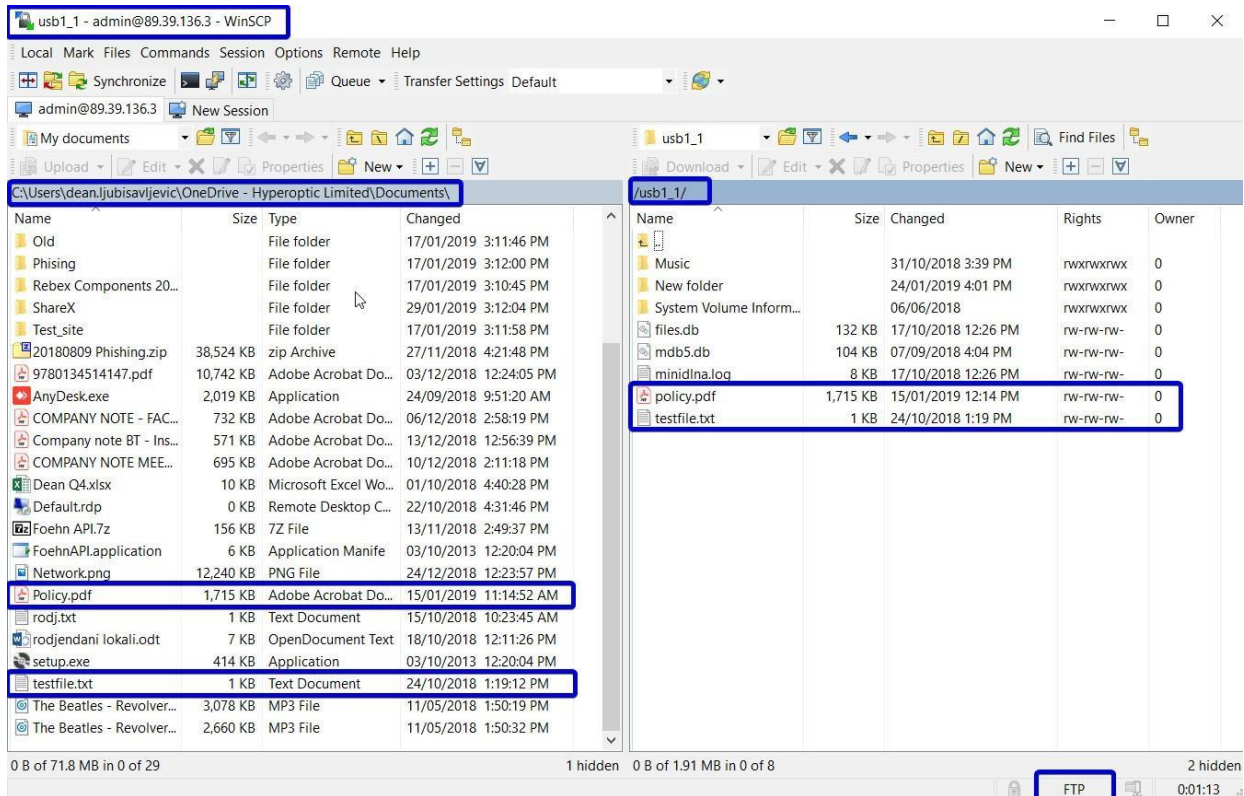 usb1_1 - admin@89.39.136.3 - WinSCP
Local Mark Files Commands Session Options Remote Help
Synchronize Queue Transfer Settings Default
admin@89.39.136.3 New Session
My documents usb1_1 Find Files
Upload Edit Properties New Download Edit Properties New
C:\Users\dean.ljubisavljevic\OneDrive - Hyperoptic Limited\Documents\ /usb1_1/
Name Size Type Changed
Old File folder 17/01/2019 3:11:46 PM
Phising File folder 17/01/2019 3:12:00 PM
Rebex Components 20... File folder 17/01/2019 3:10:45 PM
ShareX File folder 29/01/2019 3:12:04 PM
Test_site File folder 17/01/2019 3:11:58 PM
20180809 Phishing.zip 38,524 KB zip Archive 27/11/2018 4:21:48 PM
9780134514147.pdf 10,742 KB Adobe Acrobat Do... 03/12/2018 12:24:05 PM
AnyDesk.exe 2,019 KB Application 24/09/2018 9:51:20 AM
COMPANY NOTE - FAC... 732 KB Adobe Acrobat Do... 06/12/2018 2:58:19 PM
Company note BT - Ins... 571 KB Adobe Acrobat Do... 13/12/2018 12:56:39 PM
COMPANY NOTE MEE... 695 KB Adobe Acrobat Do... 10/12/2018 2:11:18 PM
Dean Q4.xlsx 10 KB Microsoft Excel Wo... 01/10/2018 4:40:28 PM
Default.rdp 0 KB Remote Desktop C... 22/10/2018 4:31:46 PM
Foehn API.7z 156 KB 7Z File 13/11/2018 2:49:37 PM
FoehnAPI.application 6 KB Application Manife 03/10/2013 12:20:04 PM
Network.png 12,240 KB PNG File 24/12/2018 12:23:57 PM
Policy.pdf 1,715 KB Adobe Acrobat Do... 15/01/2019 11:14:52 AM
rodj.txt 1 KB Text Document 15/10/2018 10:23:45 AM
rodjendani lokali.odt 7 KB OpenDocument Text 18/10/2018 12:11:26 PM
setup.exe 414 KB Application 03/10/2013 12:20:04 PM
testfile.txt 1 KB Text Document 24/10/2018 1:19:12 PM
The Beatles - Revolver... 3,078 KB MP3 File 11/05/2018 1:50:19 PM
The Beatles - Revolver... 2,660 KB MP3 File 11/05/2018 1:50:32 PM
Name Size Changed Rights Owner
..
Music 31/10/2018 3:39 PM rwxrwxrwx 0
New folder 24/01/2019 4:01 PM rwxrwxrwx 0
System Volume Inform... 06/06/2018 rwxrwxrwx 0
files.db 132 KB 17/10/2018 12:26 PM rw-rw-rw- 0
mdb5.db 104 KB 07/09/2018 4:04 PM rw-rw-rw- 0
minidlna.log 8 KB 17/10/2018 12:26 PM rw-rw-rw- 0
policy.pdf 1,715 KB 15/01/2019 12:14 PM rw-rw-rw- 0
testfile.txt 1 KB 24/10/2018 1:19 PM rw-rw-rw- 0
0 B of 71.8 MB in 0 of 29 1 hidden 0 B of 1.91 MB in 0 of 8 2 hidden
FTP 0:01:13